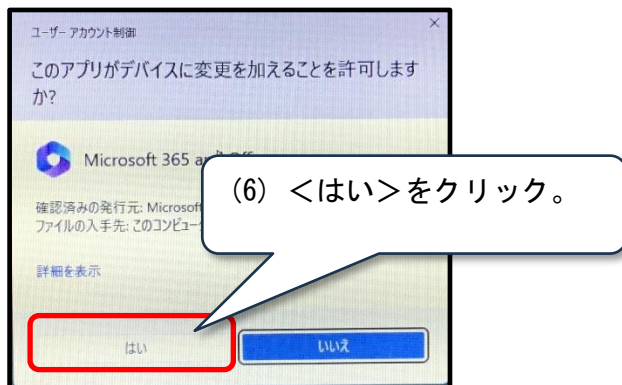 ユーザー アカウント制御
このアプリがデバイスに変更を加えることを許可します
か?
Microsoft 365
(6) <はい>をクリック。
確認済みの発行元: Microsoft
ファイルの入手先: このコンピュー
詳細を表示
はい
いいえ